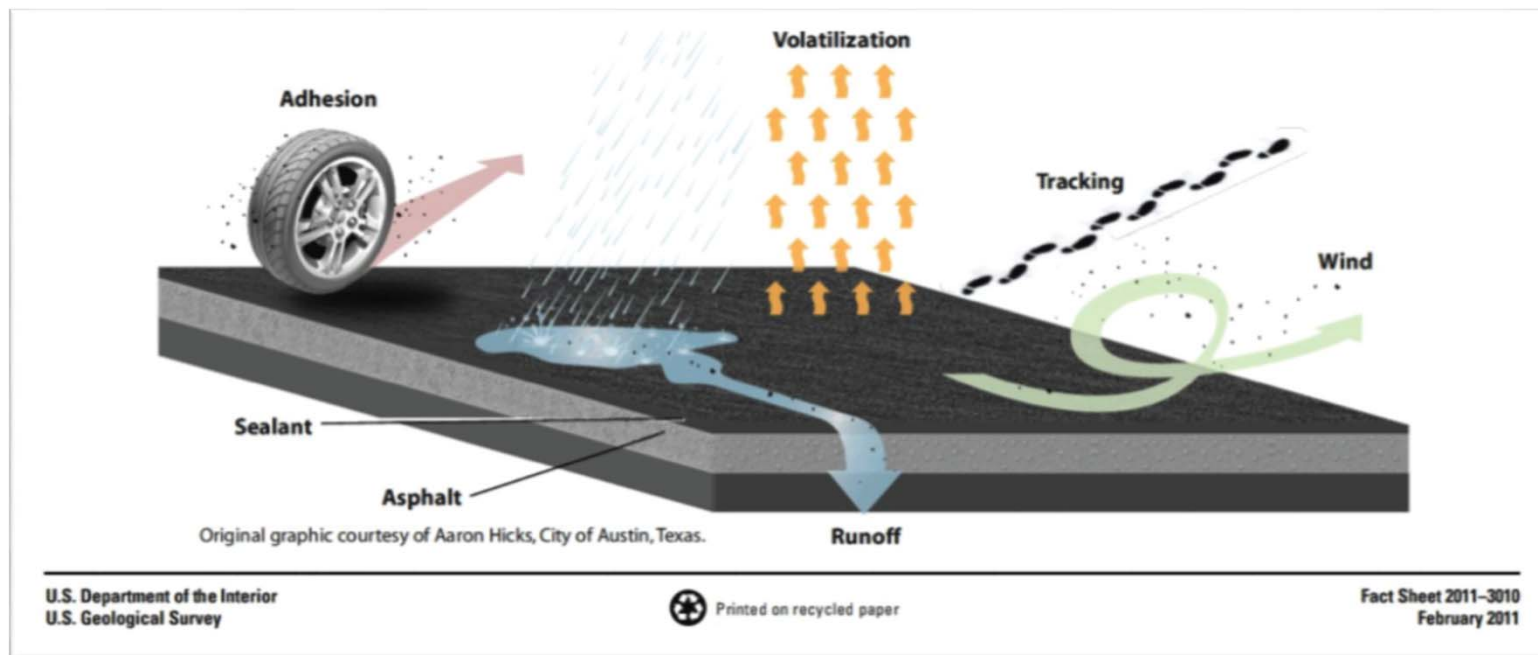 Volatilization
Adhesion
Tracking
Wind
Sealant
Asphalt
Original graphic courtesy of Aaron Hicks, City of Austin, Texas.
Runoff
U.S. Department of the Interior
U.S. Geological Survey
Printed on recycled paper
Fact Sheet 2011–3010
February 2011